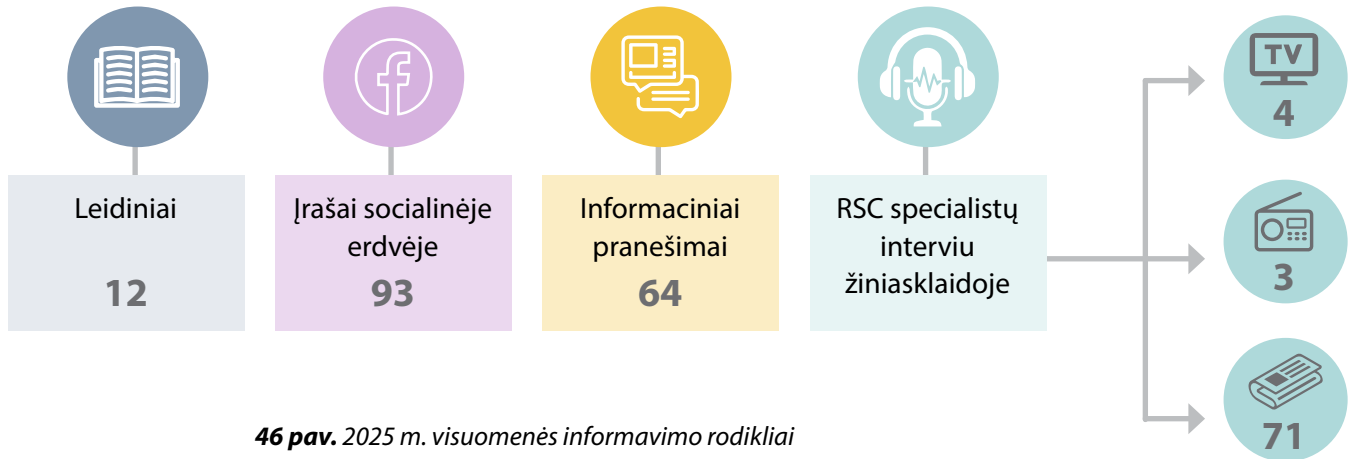 Leidiniai
12
Įrašai socialinėje
erdvėje
93
Informaciniai
pranešimai
64
RSC specialistų
interviu
žiniasklaidoje
TV
4
3
71
46 pav. 2025 m. visuomenės informavimo rodikliai